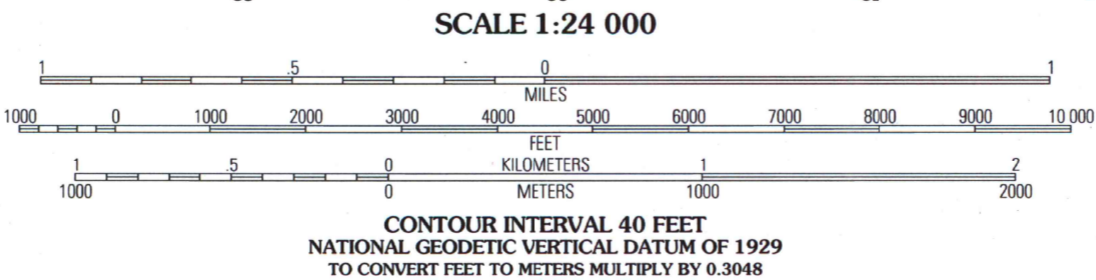 SCALE 1:24 000
1 .5 0 1
MILES
1000 0 1000 2000 3000 4000 5000 6000 7000 8000 9000 10 000
FEET
1 .5 0 KILOMETERS 1 2
1000 0 METERS 1000 2000
CONTOUR INTERVAL 40 FEET
NATIONAL GEODETIC VERTICAL DATUM OF 1929
TO CONVERT FEET TO METERS MULTIPLY BY 0.3048